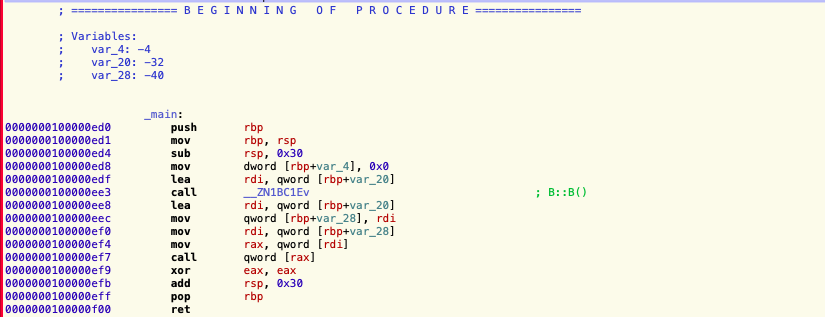 ; ================ B E G I N N I N G   O F   P R O C E D U R E ================
; Variables:
;    var_4: -4
;    var_20: -32
;    var_28: -40
_main:
0000000100000ed0 push rbp
0000000100000ed1 mov rbp, rsp
0000000100000ed4 sub rsp, 0x30
0000000100000ed8 mov dword [rbp+var_4], 0x0
0000000100000edf lea rdi, qword [rbp+var_20]
0000000100000ee3 call __ZN1BC1Ev ; B::B()
0000000100000ee8 lea rdi, qword [rbp+var_20]
0000000100000eec mov qword [rbp+var_28], rdi
0000000100000ef0 mov rdi, qword [rbp+var_28]
0000000100000ef4 mov rax, qword [rdi]
0000000100000ef7 call qword [rax]
0000000100000ef9 xor eax, eax
0000000100000efb add rsp, 0x30
0000000100000eff pop rbp
0000000100000f00 ret